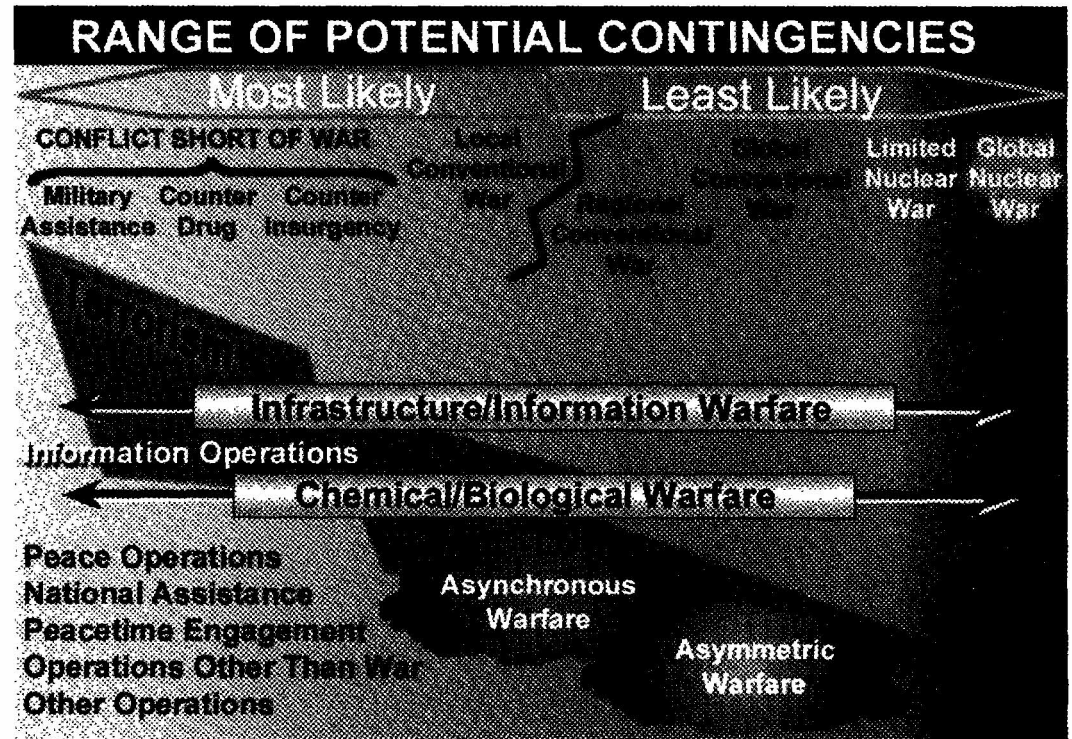 RANGE OF POTENTIAL CONTINGENCIES
Most Likely
Least Likely
CONFLICT SHORT OF WAR
Military
Assistance
Counter
Drug
Counter
Insurgency
Local
Conventional
War
Regional
Conventional
War
Global
Conventional
War
Limited
Nuclear
War
Global
Nuclear
War
Terrorism
Infrastructure/Information Warfare
Information Operations
Chemical/Biological Warfare
Peace Operations
National Assistance
Peacetime Engagement
Operations Other Than War
Other Operations
Asynchronous
Warfare
Asymmetric
Warfare